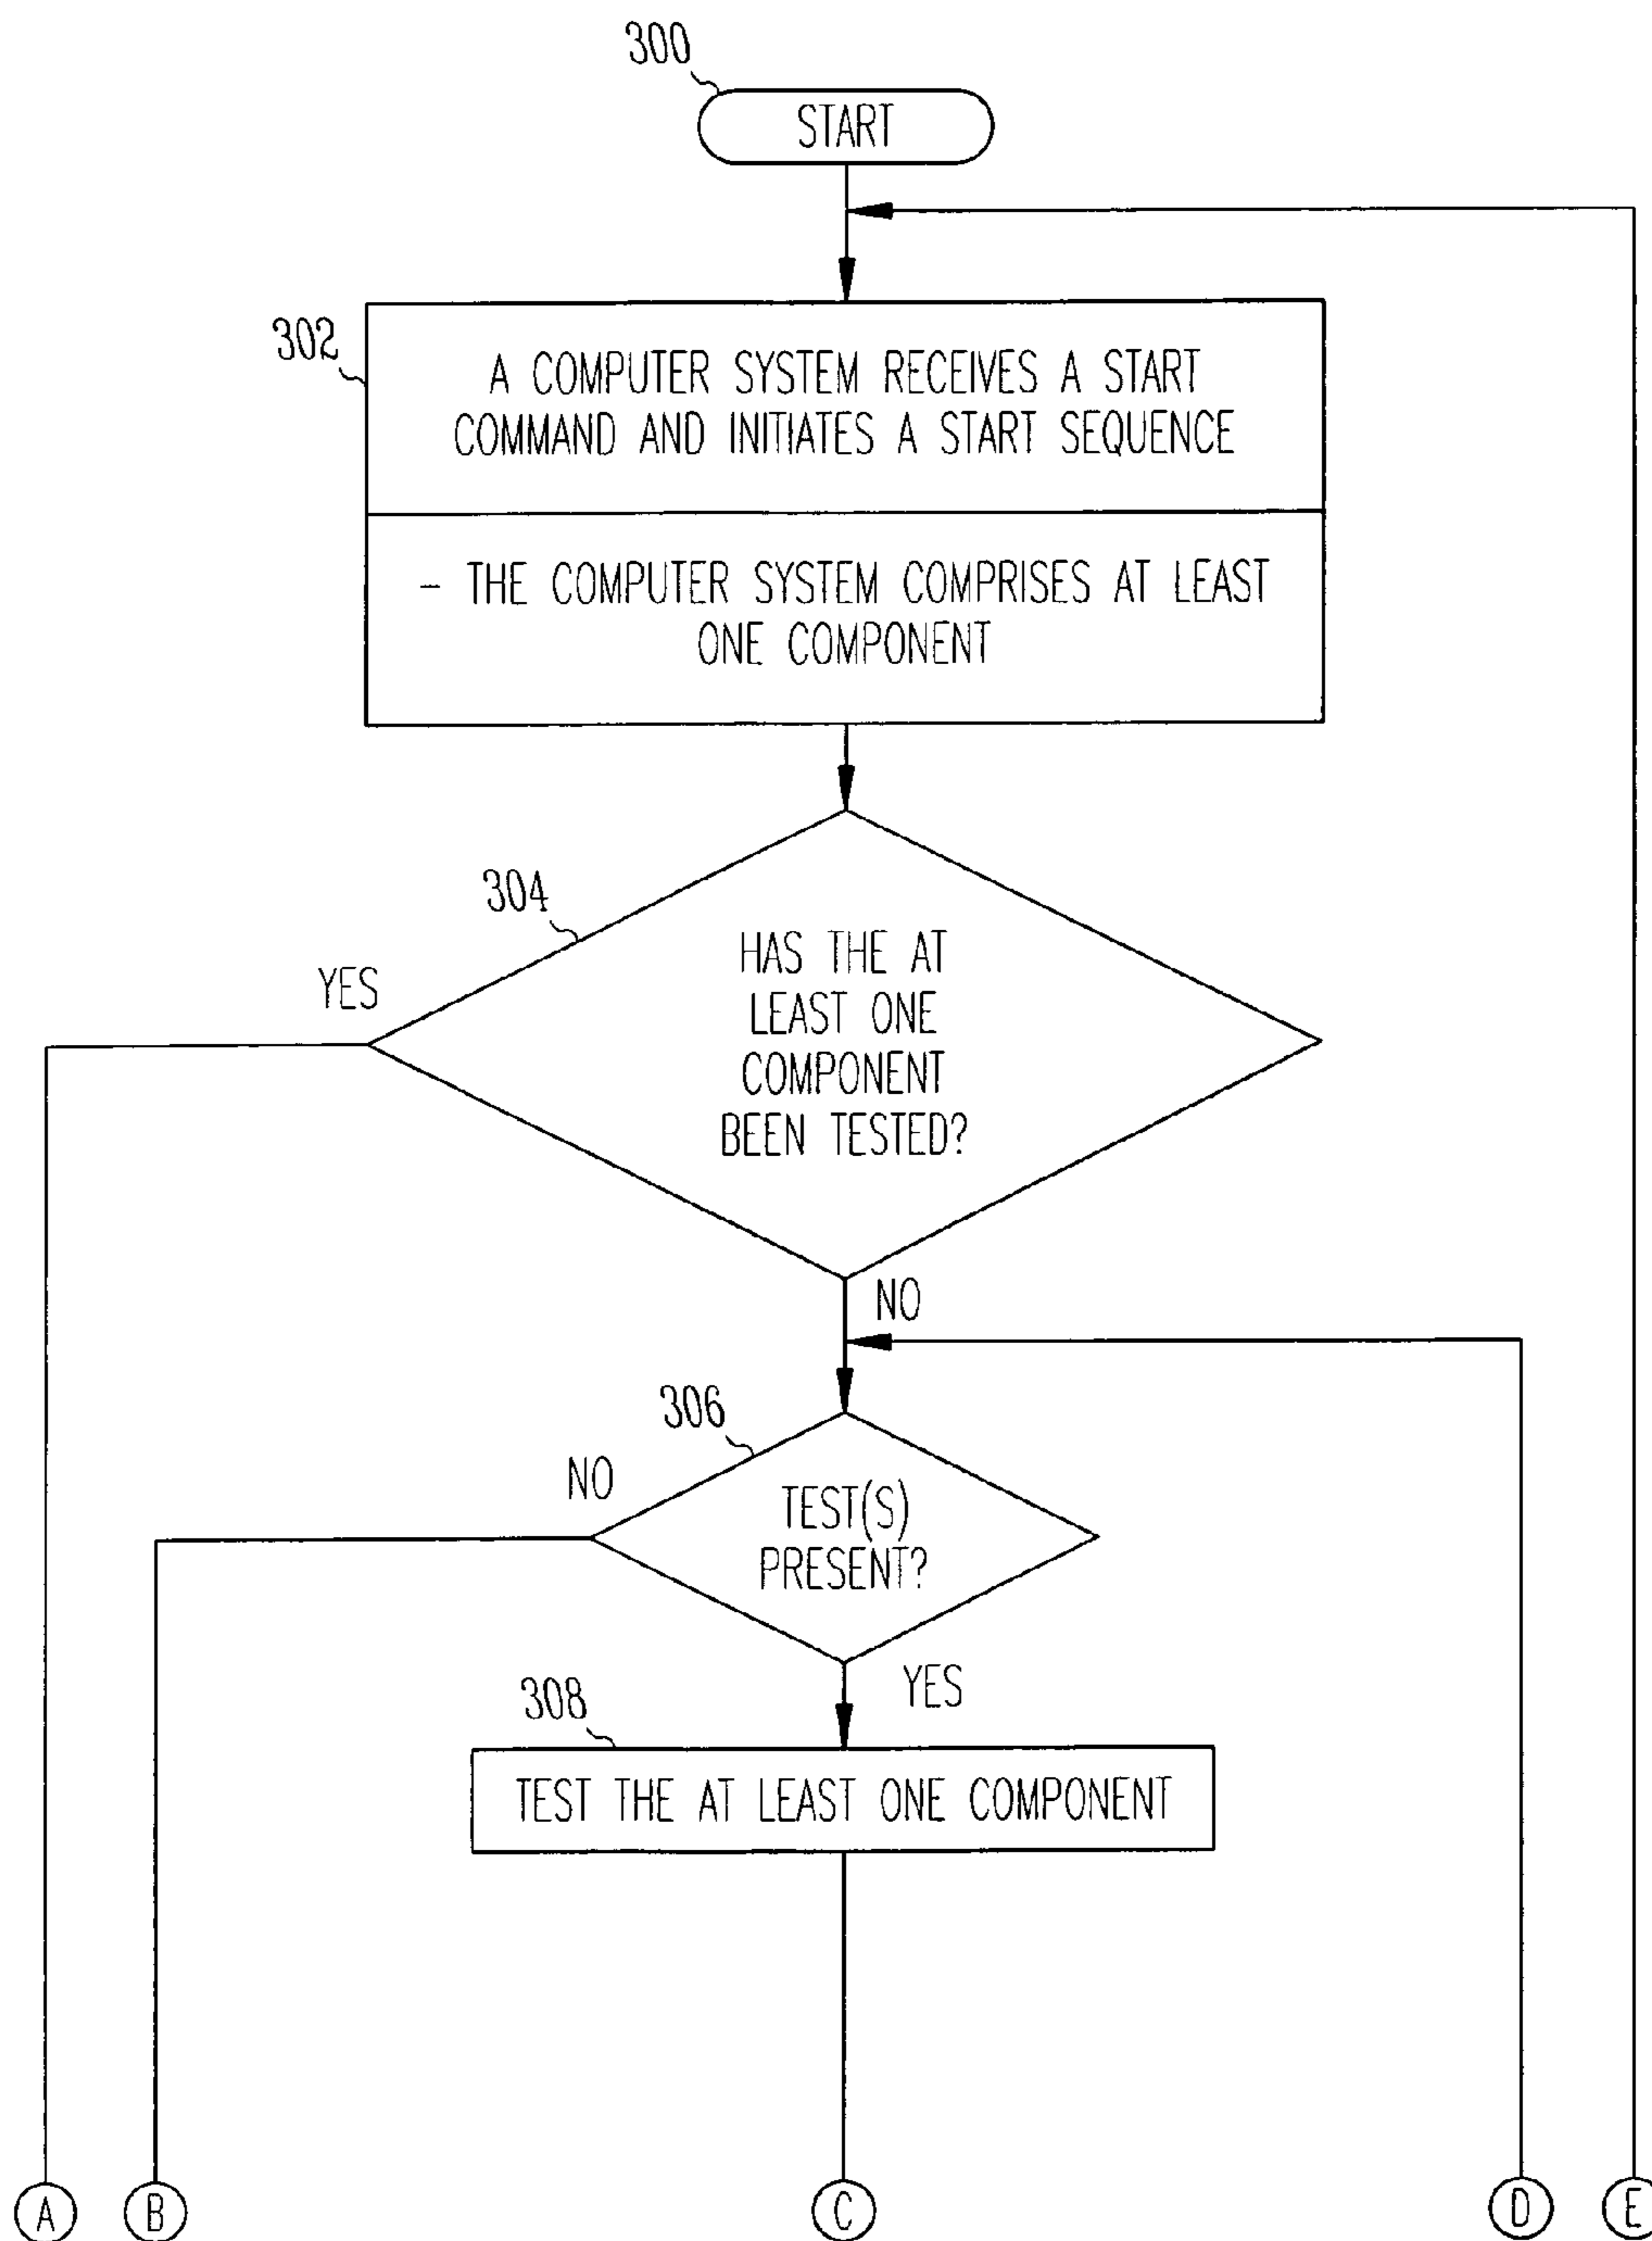 300
START
302
A COMPUTER SYSTEM RECEIVES A START
COMMAND AND INITIATES A START SEQUENCE
- THE COMPUTER SYSTEM COMPRISES AT LEAST
ONE COMPONENT
304
YES
HAS THE AT
LEAST ONE
COMPONENT
BEEN TESTED?
NO
306
NO
TEST(S)
PRESENT?
YES
308
TEST THE AT LEAST ONE COMPONENT
A
B
C
D
E